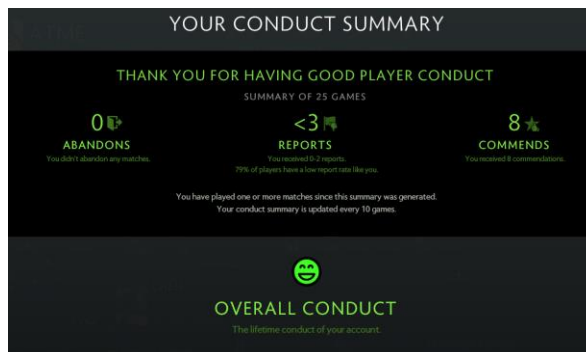 YOUR CONDUCT SUMMARY
THANK YOU FOR HAVING GOOD PLAYER CONDUCT
SUMMARY OF 25 GAMES
0
ABANDONS
You didn't abandon any matches.
<3
REPORTS
You received 0-2 reports.
79% of players have a low report rate like you.
8
COMMENDS
You received 8 commendations.
You have played one or more matches since this summary was generated.
Your conduct summary is updated every 10 games.
OVERALL CONDUCT
The lifetime conduct of your account.